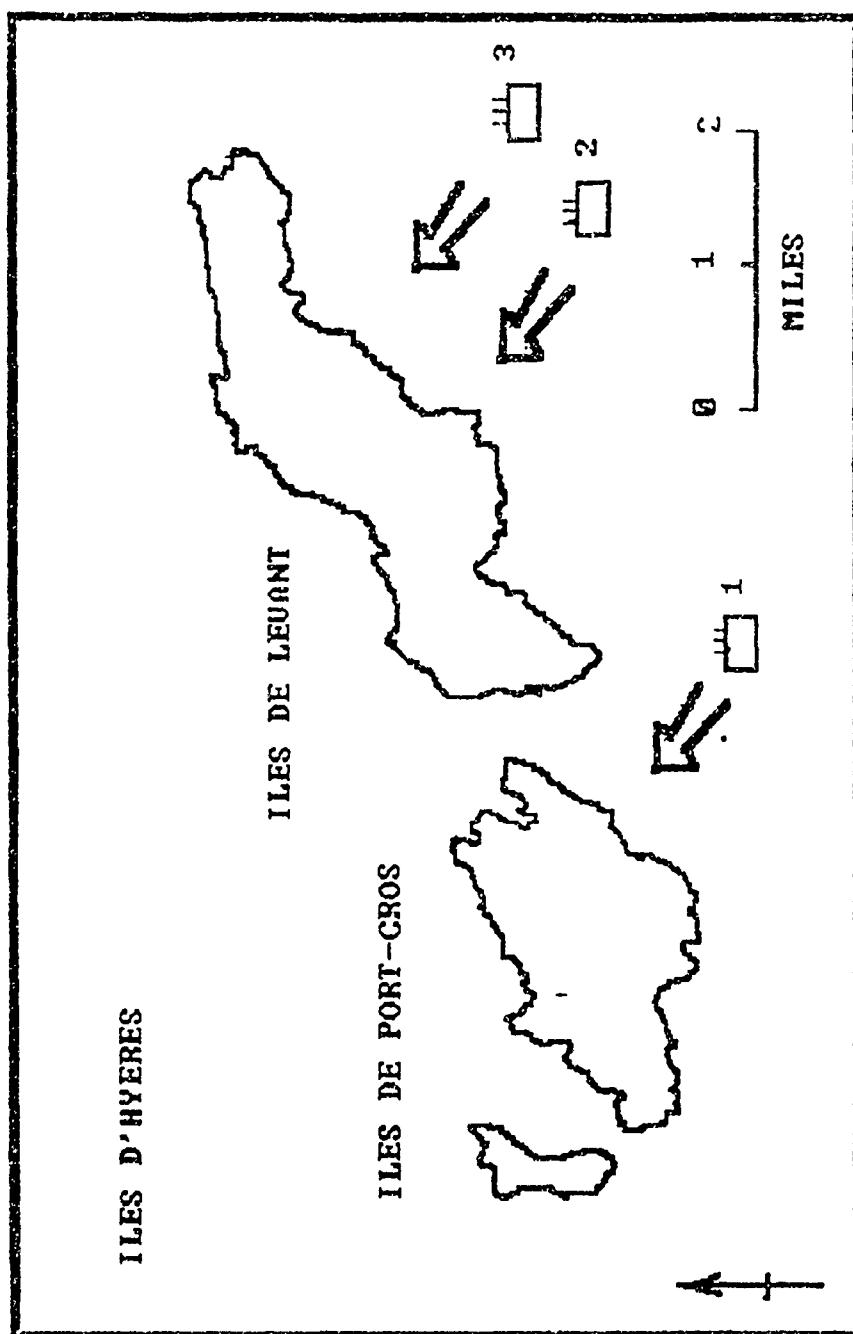 ILES D'HYERES
ILES DE LEVANT
ILES DE PORT-CROS
1
2
3
0 1 2
MILES